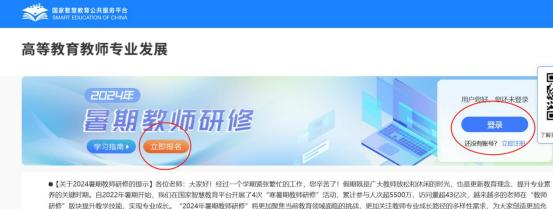 国家智慧教育公共服务平台
SMART EDUCATION OF CHINA
高等教育教师专业发展
2024年
暑期教师研修
学习指南
立即报名
用户您好，您还未登录
登录
还没有账号？ 立即注册
了解
●【关于2024暑期教师研修的提示】各位老师：大家好！经过一个学期紧张繁忙的工作，您辛苦了！假期既是广大教师放松和休闲的时光，也是更新教育理念、提升专业素
养的关键期。自2022年暑期开始，我们在国家智慧教育平台开展了4次“寒暑期教师研修”活动，累计参与人次超5500万，访问量超43亿次，越来越多的老师在“教师
研修”版块提升教学技能，实现专业成长。“2024年暑期教师研修”将更加聚焦当前教育领域面临的挑战、更加关注教师专业成长路径的多样性需求，为大家创造更加充